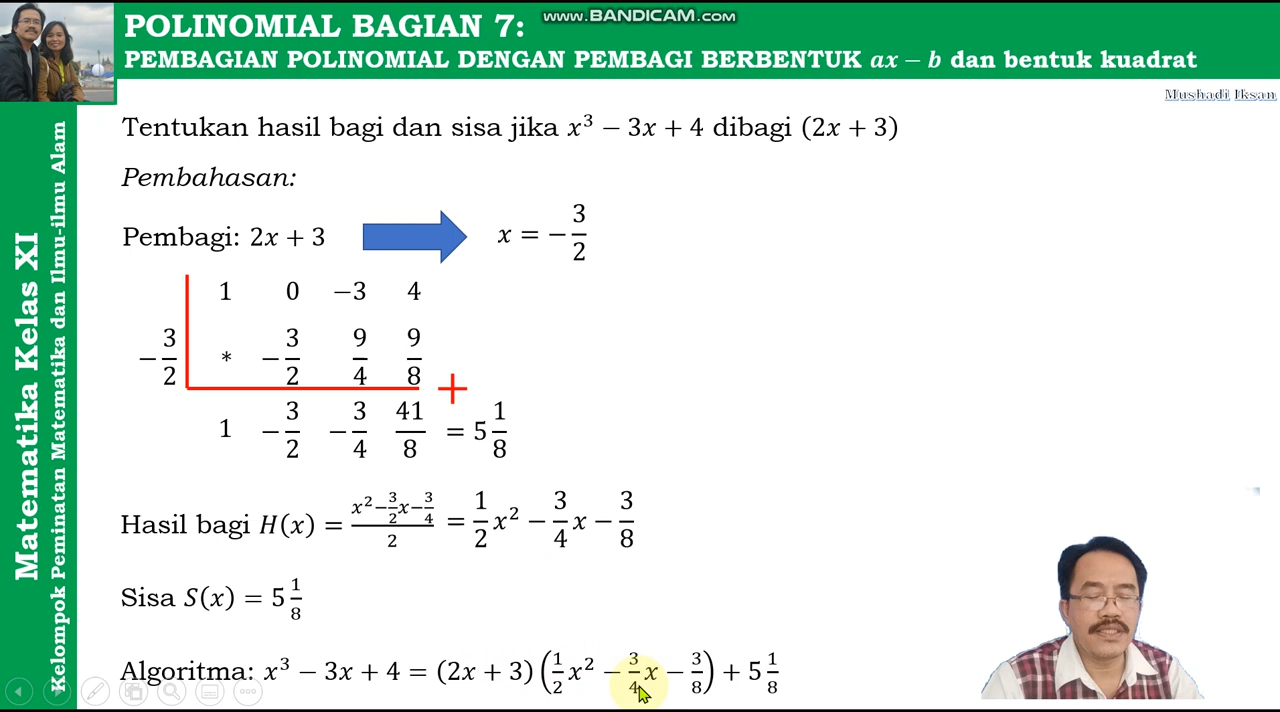 www.BANDICAM.com
POLINOMIAL BAGIAN 7:
PEMBAGIAN POLINOMIAL DENGAN PEMBAGI BERBENTUK ax − b dan bentuk kuadrat
Mushadi Iksan
Matematika Kelas XI
Kelompok Peminatan Matematika dan Ilmu-ilmu Alam
Tentukan hasil bagi dan sisa jika x³ − 3x + 4 dibagi (2x + 3)
Pembahasan:
Pembagi: 2x + 3 x = −3/2
1 0 −3 4
−3/2 * −3/2 9/4 9/8 +
1 −3/2 −3/4 41/8 = 5 1/8
Hasil bagi H(x) = (x²−3/2x−3/4)/2 = 1/2x² − 3/4x − 3/8
Sisa S(x) = 5 1/8
Algoritma: x³ − 3x + 4 = (2x + 3)(1/2x² − 3/4x − 3/8) + 5 1/8